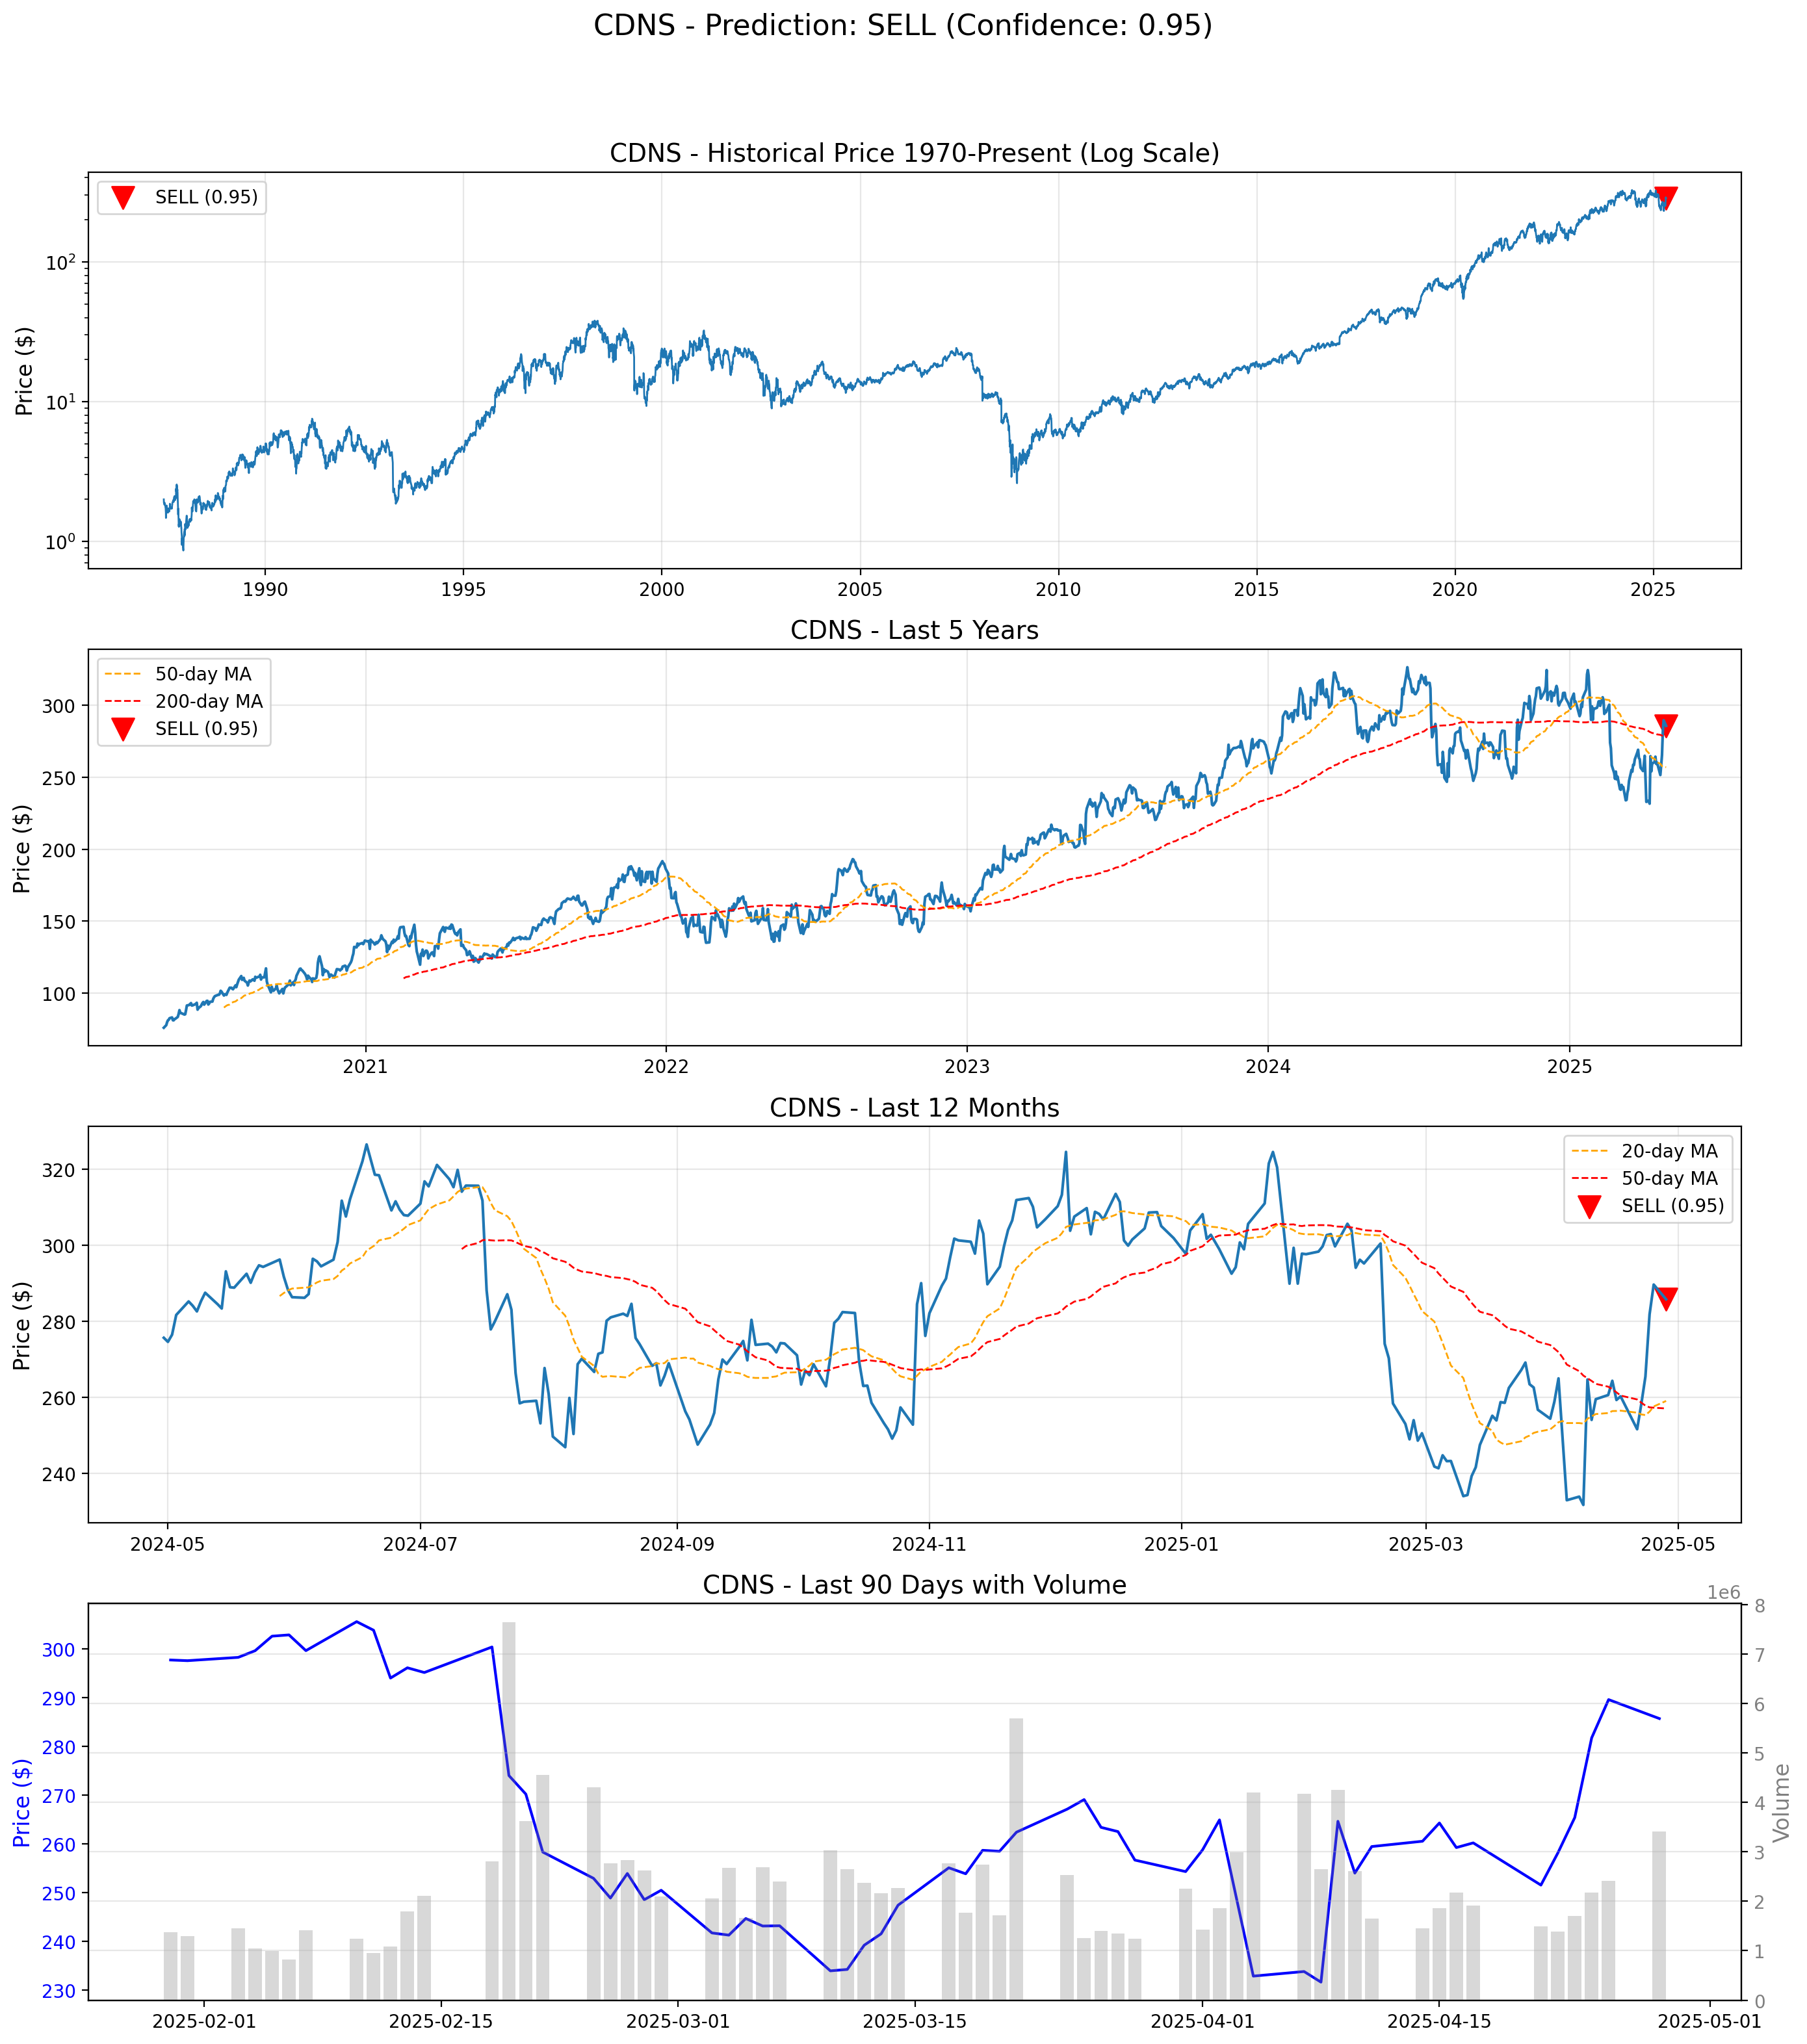 CDNS - Prediction: SELL (Confidence: 0.95)
CDNS - Historical Price 1970-Present (Log Scale)
SELL (0.95)
Price ($)
10²
10¹
10⁰
1990 1995 2000 2005 2010 2015 2020 2025
CDNS - Last 5 Years
50-day MA
200-day MA
SELL (0.95)
Price ($)
300
250
200
150
100
2021 2022 2023 2024 2025
CDNS - Last 12 Months
20-day MA
50-day MA
SELL (0.95)
Price ($)
320
300
280
260
240
2024-05 2024-07 2024-09 2024-11 2025-01 2025-03 2025-05
CDNS - Last 90 Days with Volume
1e6
Price ($)
300
290
280
270
260
250
240
230
8
7
6
5
4
3
2
1
0
Volume
2025-02-01 2025-02-15 2025-03-01 2025-03-15 2025-04-01 2025-04-15 2025-05-01